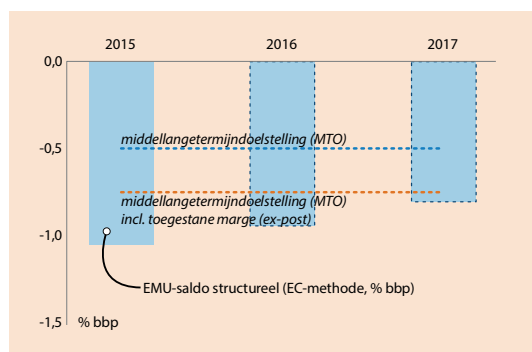 2015 2016 2017
0,0
middellangetermijndoelstelling (MTO)
-0,5
middellangetermijndoelstelling (MTO)
incl. toegestane marge (ex-post)
-1,0
EMU-saldo structureel (EC-methode, % bbp)
-1,5 % bbp